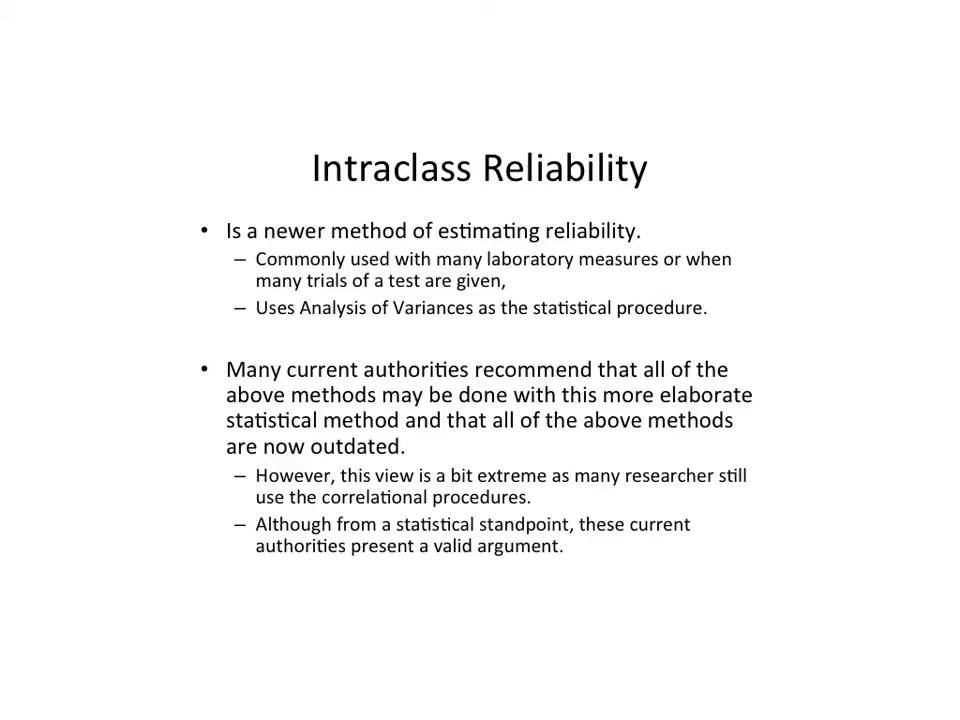 Intraclass Reliability
• Is a newer method of estimating reliability.
– Commonly used with many laboratory measures or when
many trials of a test are given,
– Uses Analysis of Variances as the statistical procedure.
• Many current authorities recommend that all of the
above methods may be done with this more elaborate
statistical method and that all of the above methods
are now outdated.
– However, this view is a bit extreme as many researcher still
use the correlational procedures.
– Although from a statistical standpoint, these current
authorities present a valid argument.